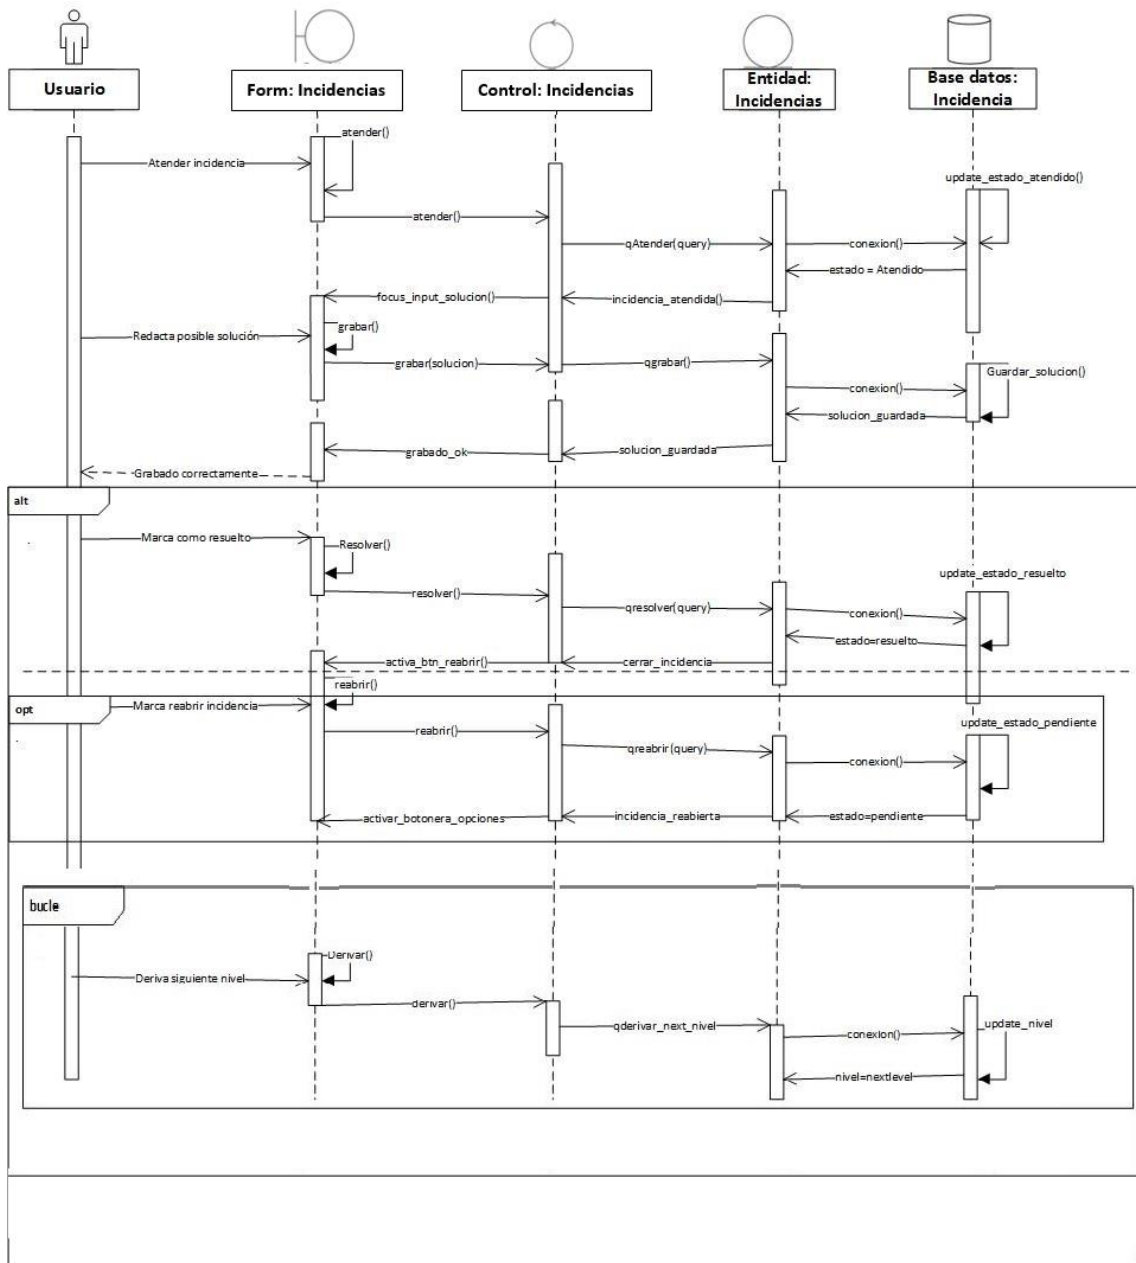 Usuario
Form: Incidencias
Control: Incidencias
Entidad:
Incidencias
Base datos:
Incidencia
atender()
Atender incidencia
update_estado_atendido()
atender()
qAtender(query)
conexion()
estado = Atendido
focus_input_solucion()
incidencia_atendida()
grabar()
Redacta posible solución
grabar(solucion)
qgrabar()
Guardar_solucion()
conexion()
solucion_guardada
grabado_ok
solucion_guardada
Grabado correctamente
alt
Marca como resuelto
Resolver()
update_estado_resuelto
resolver()
qresolver(query)
conexion()
estado=resuelto
activa_btn_reabrir()
cerrar_incidencia
reabrir()
opt
Marca reabrir incidencia
update_estado_pendiente
reabrir()
qreabrir(query)
conexion()
activar_botonera_opciones
incidencia_reabierta
estado=pendiente
bucle
Derivar()
Deriva siguiente nivel
derivar()
qderivar_next_nivel
update_nivel
conexion()
nivel=nextlevel